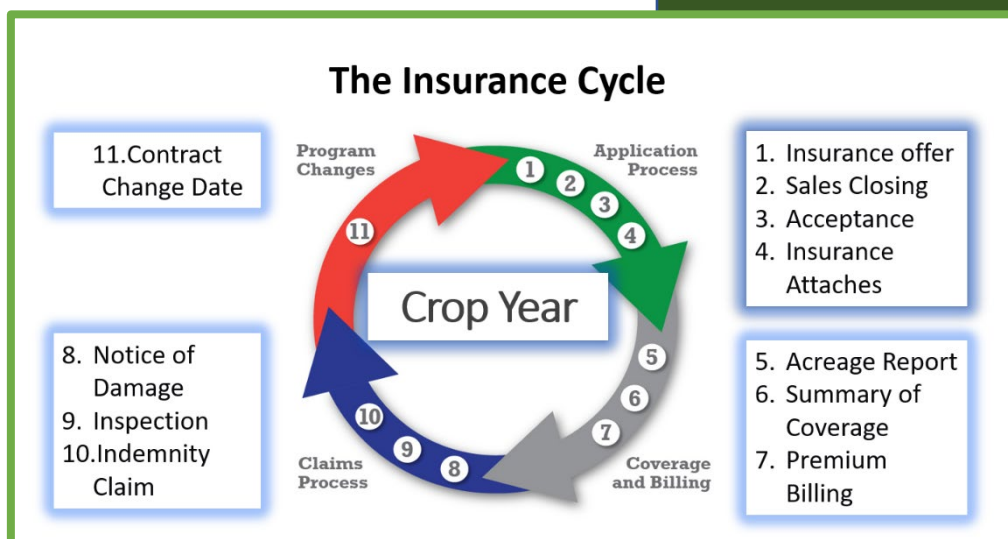 The Insurance Cycle
11.Contract
Change Date
Program
Changes
Application
Process
1. Insurance offer
2. Sales Closing
3. Acceptance
4. Insurance
Attaches
1
2
3
4
11
Crop Year
5
6
7
8
9
10
8. Notice of
Damage
9. Inspection
10.Indemnity
Claim
Claims
Process
Coverage
and Billing
5. Acreage Report
6. Summary of
Coverage
7. Premium
Billing